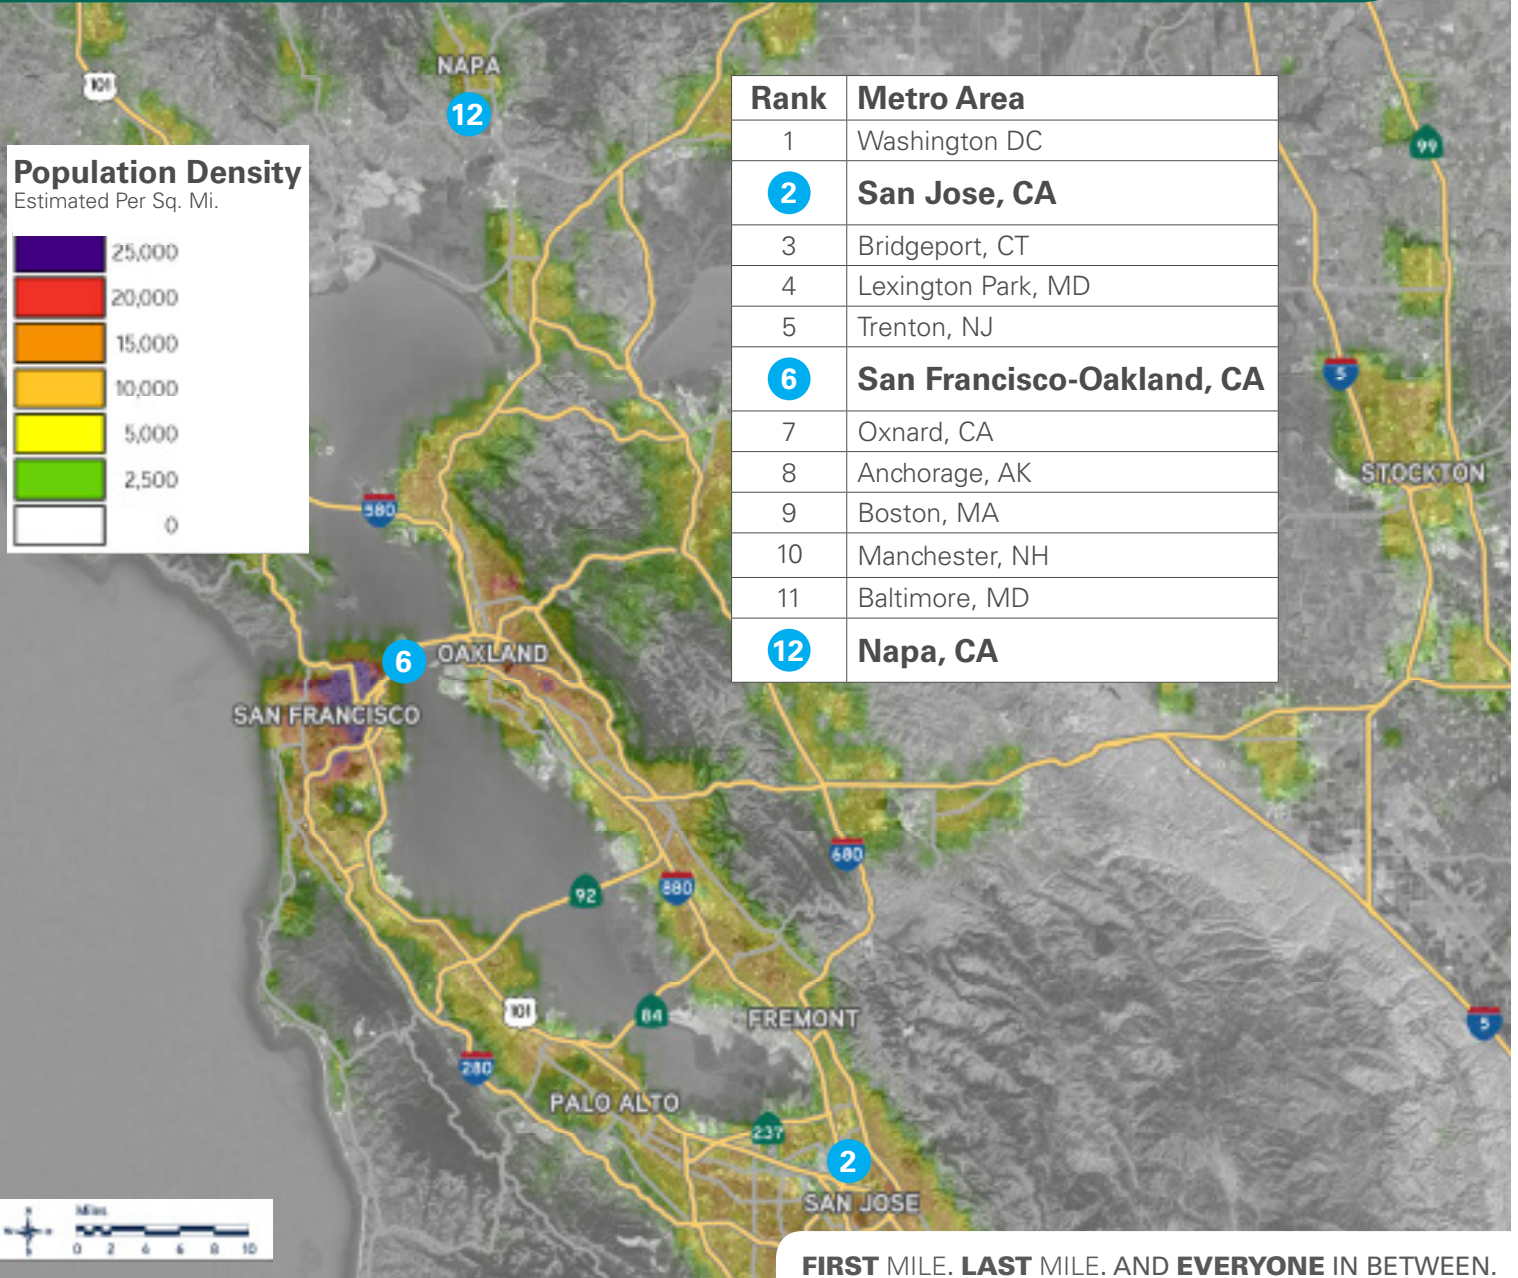 NAPA
12
101
99
Population Density
Estimated Per Sq. Mi.
25,000
20,000
15,000
10,000
5,000
2,500
0
Rank Metro Area
1 Washington DC
2 San Jose, CA
3 Bridgeport, CT
4 Lexington Park, MD
5 Trenton, NJ
6 San Francisco-Oakland, CA
7 Oxnard, CA
8 Anchorage, AK
9 Boston, MA
10 Manchester, NH
11 Baltimore, MD
12 Napa, CA
5
STOCKTON
580
6
OAKLAND
SAN FRANCISCO
680
92
880
101
84
FREMONT
5
280
PALO ALTO
237
2
SAN JOSE
Miles
0 2 4 6 8 10
FIRST MILE. LAST MILE. AND EVERYONE IN BETWEEN.